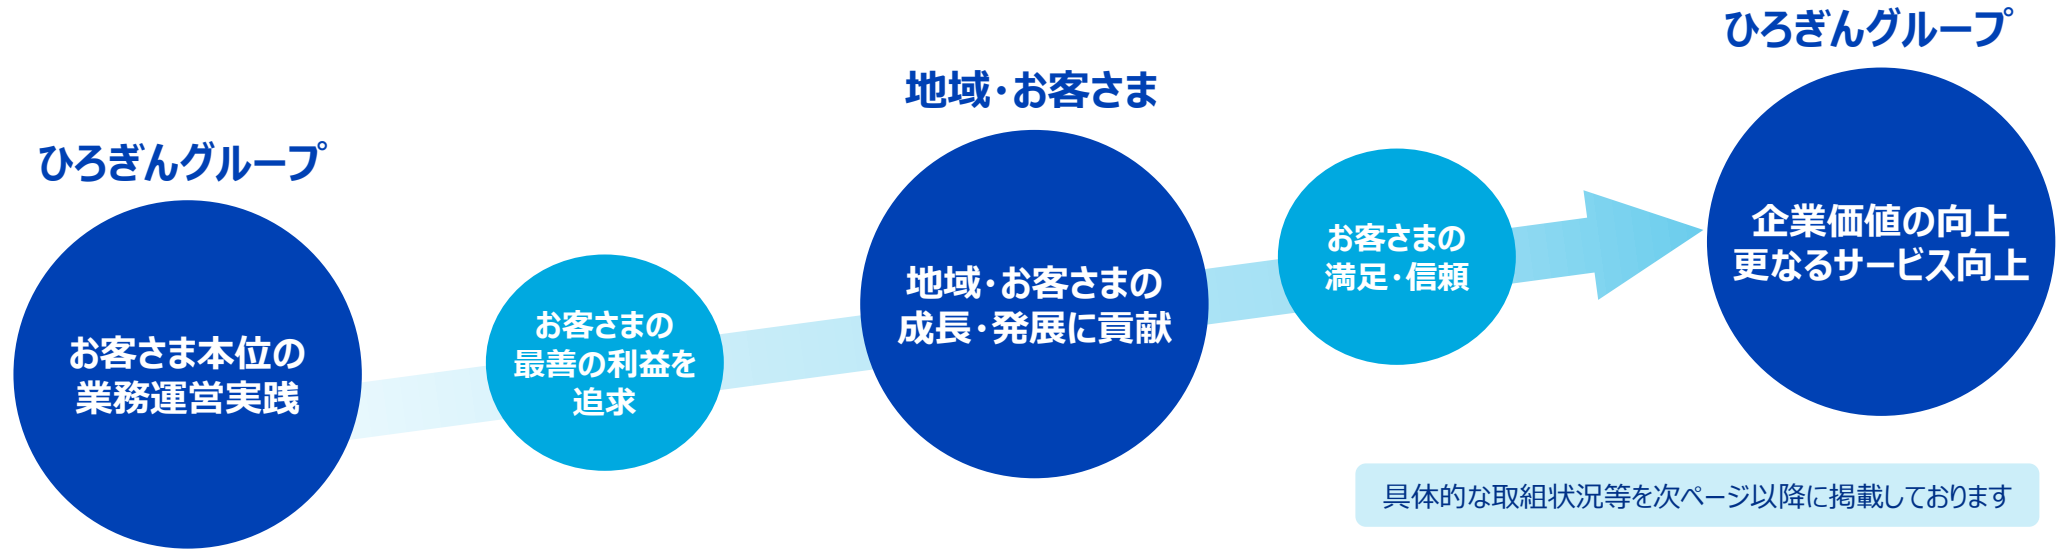 ひろぎんグループ
お客さま本位の
業務運営実践
お客さまの
最善の利益を
追求
地域・お客さま
地域・お客さまの
成長・発展に貢献
お客さまの
満足・信頼
ひろぎんグループ
企業価値の向上
更なるサービス向上
具体的な取組状況等を次ページ以降に掲載しております